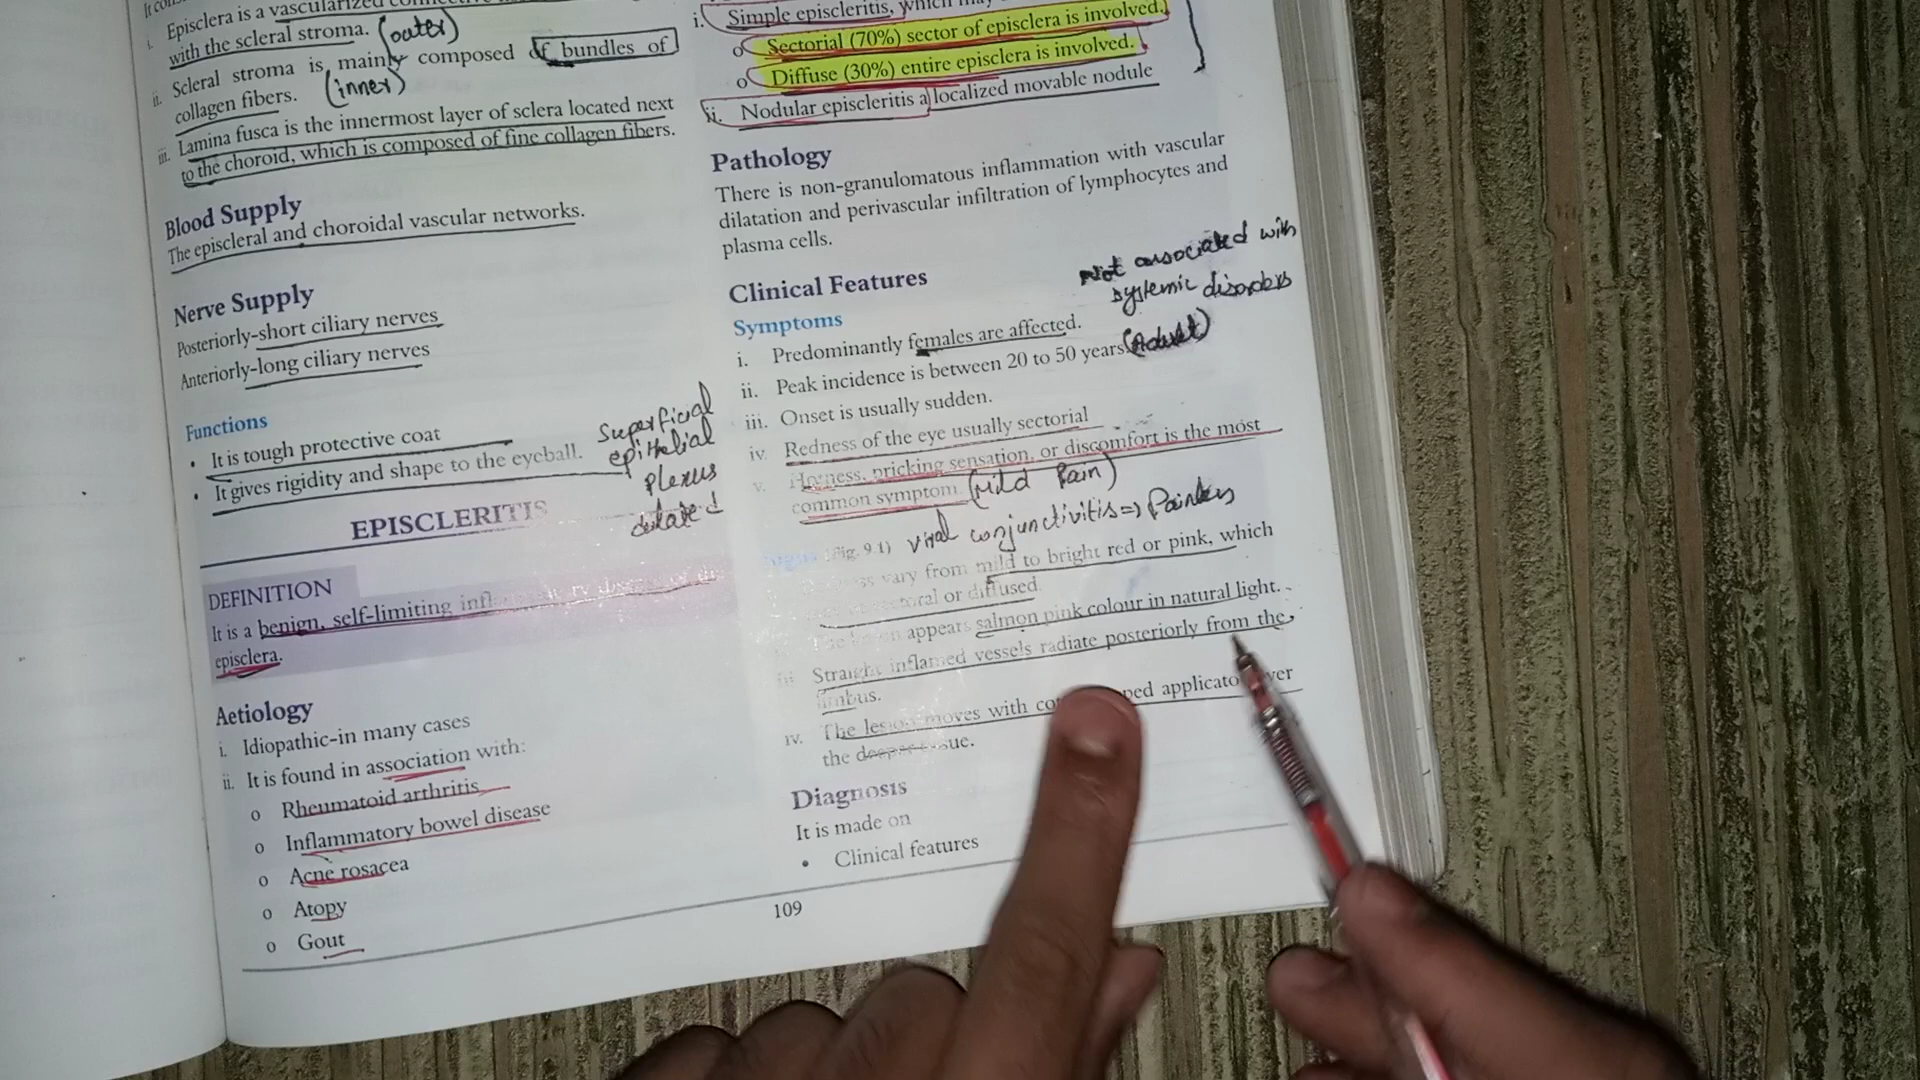 i. Episclera is a vascularized connective
with the scleral stroma. (outer)
ii. Scleral stroma is mainly composed of bundles of
collagen fibers. (inner)
iii. Lamina fusca is the innermost layer of sclera located next
to the choroid, which is composed of fine collagen fibers.
Blood Supply
The episcleral and choroidal vascular networks.
Nerve Supply
Posteriorly-short ciliary nerves
Anteriorly-long ciliary nerves
Functions
• It is tough protective coat
• It gives rigidity and shape to the eyeball.
superficial
epithelial
plexus
dilated
EPISCLERITIS
DEFINITION
It is a benign, self-limiting
episclera.
Aetiology
i. Idiopathic-in many cases
ii. It is found in association with:
o Rheumatoid arthritis
o Inflammatory bowel disease
o Acne rosacea
o Atopy
o Gout
i. Simple episcleritis, which may
o Sectorial (70%) sector of episclera is involved.
o Diffuse (30%) entire episclera is involved.
ii. Nodular episcleritis a localized movable nodule
Pathology
There is non-granulomatous inflammation with vascular
dilatation and perivascular infiltration of lymphocytes and
plasma cells.
Clinical Features
Not associated with
systemic disorders
Symptoms
i. Predominantly females are affected.
ii. Peak incidence is between 20 to 50 years. (Adult)
iii. Onset is usually sudden.
iv. Redness of the eye usually sectorial
v. Hotness, pricking sensation, or discomfort is the most
common symptom. (Mild Pain)
(Fig. 9.1) viral conjunctivitis => Painless
vary from mild to bright red or pink, which
or diffused
appears salmon pink colour in natural light.
iii Straight inflamed vessels radiate posteriorly from the
limbus.
iv. The lesion moves with applicator over
the deeper tissue.
Diagnosis
It is made on
• Clinical features
109